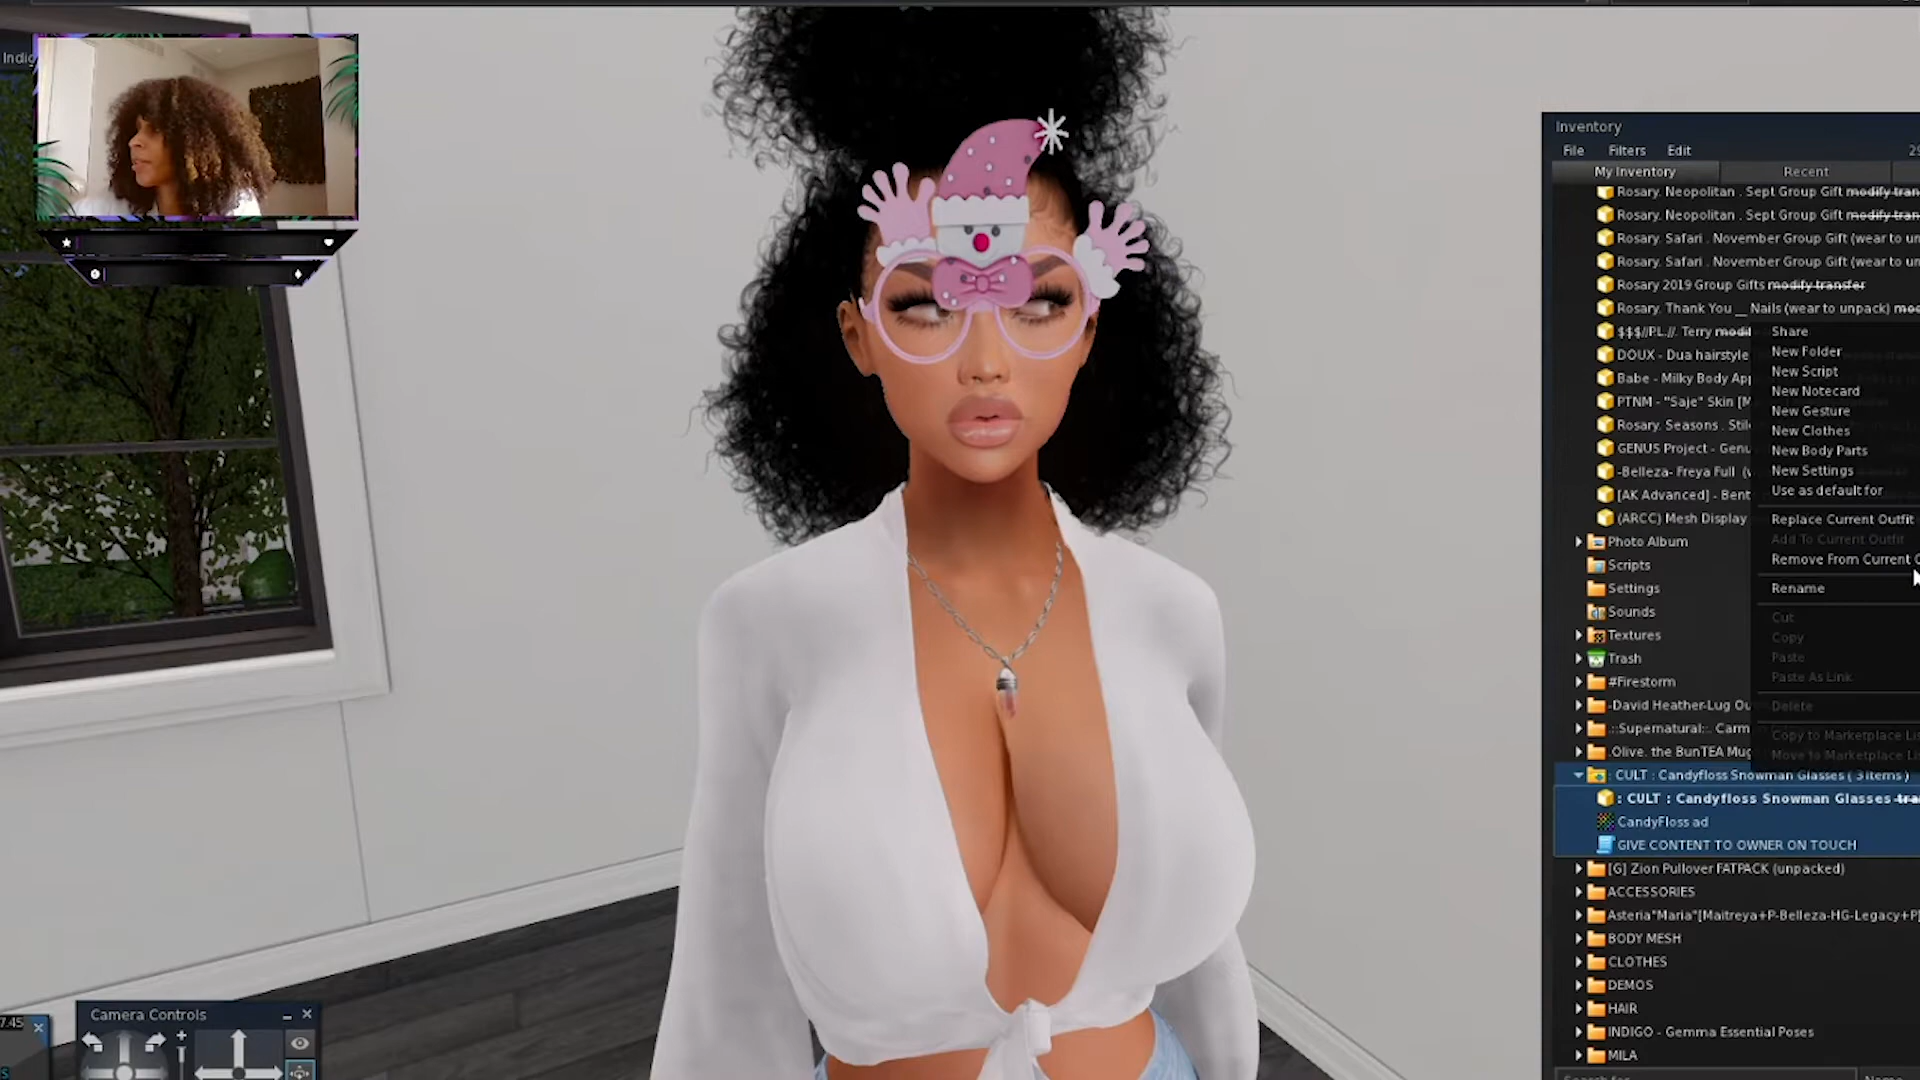 Indig
Inventory
File Filters Edit
My Inventory Recent
Rosary. Neopolitan . Sept Group Gift modify tran
Rosary. Neopolitan . Sept Group Gift modify tran
Rosary. Safari . November Group Gift (wear to un
Rosary. Safari . November Group Gift (wear to un
Rosary 2019 Group Gifts modify transfer
Rosary. Thank You __ Nails (wear to unpack) mod
$$$//P.L.//. Terry modif
DOUX - Dua hairstyle
Babe - Milky Body App
PTNM - "Saje" Skin [M
Rosary. Seasons . Stil
GENUS Project - Genu
-Belleza- Freya Full (v
[AK Advanced] - Bent
(ARCC) Mesh Display
Photo Album
Scripts
Settings
Sounds
Textures
Trash
#Firestorm
-David Heather-Lug Ou
.::Supernatural::. Carm
.Olive. the BunTEA Mug
: CULT : Candyfloss Snowman Glasses ( 3 items )
: CULT : Candyfloss Snowman Glasses tra
CandyFloss ad
GIVE CONTENT TO OWNER ON TOUCH
[G] Zion Pullover FATPACK (unpacked)
ACCESSORIES
Asteria"Maria"[Maitreya+P-Belleza-HG-Legacy+P]
BODY MESH
CLOTHES
DEMOS
HAIR
INDIGO - Gemma Essential Poses
MILA
Share
New Folder
New Script
New Notecard
New Gesture
New Clothes
New Body Parts
New Settings
Use as default for
Replace Current Outfit
Add To Current Outfit
Remove From Current O
Rename
Cut
Copy
Paste
Paste As Link
Delete
Copy to Marketplace Li
Move to Marketplace Li
Camera Controls
7.45